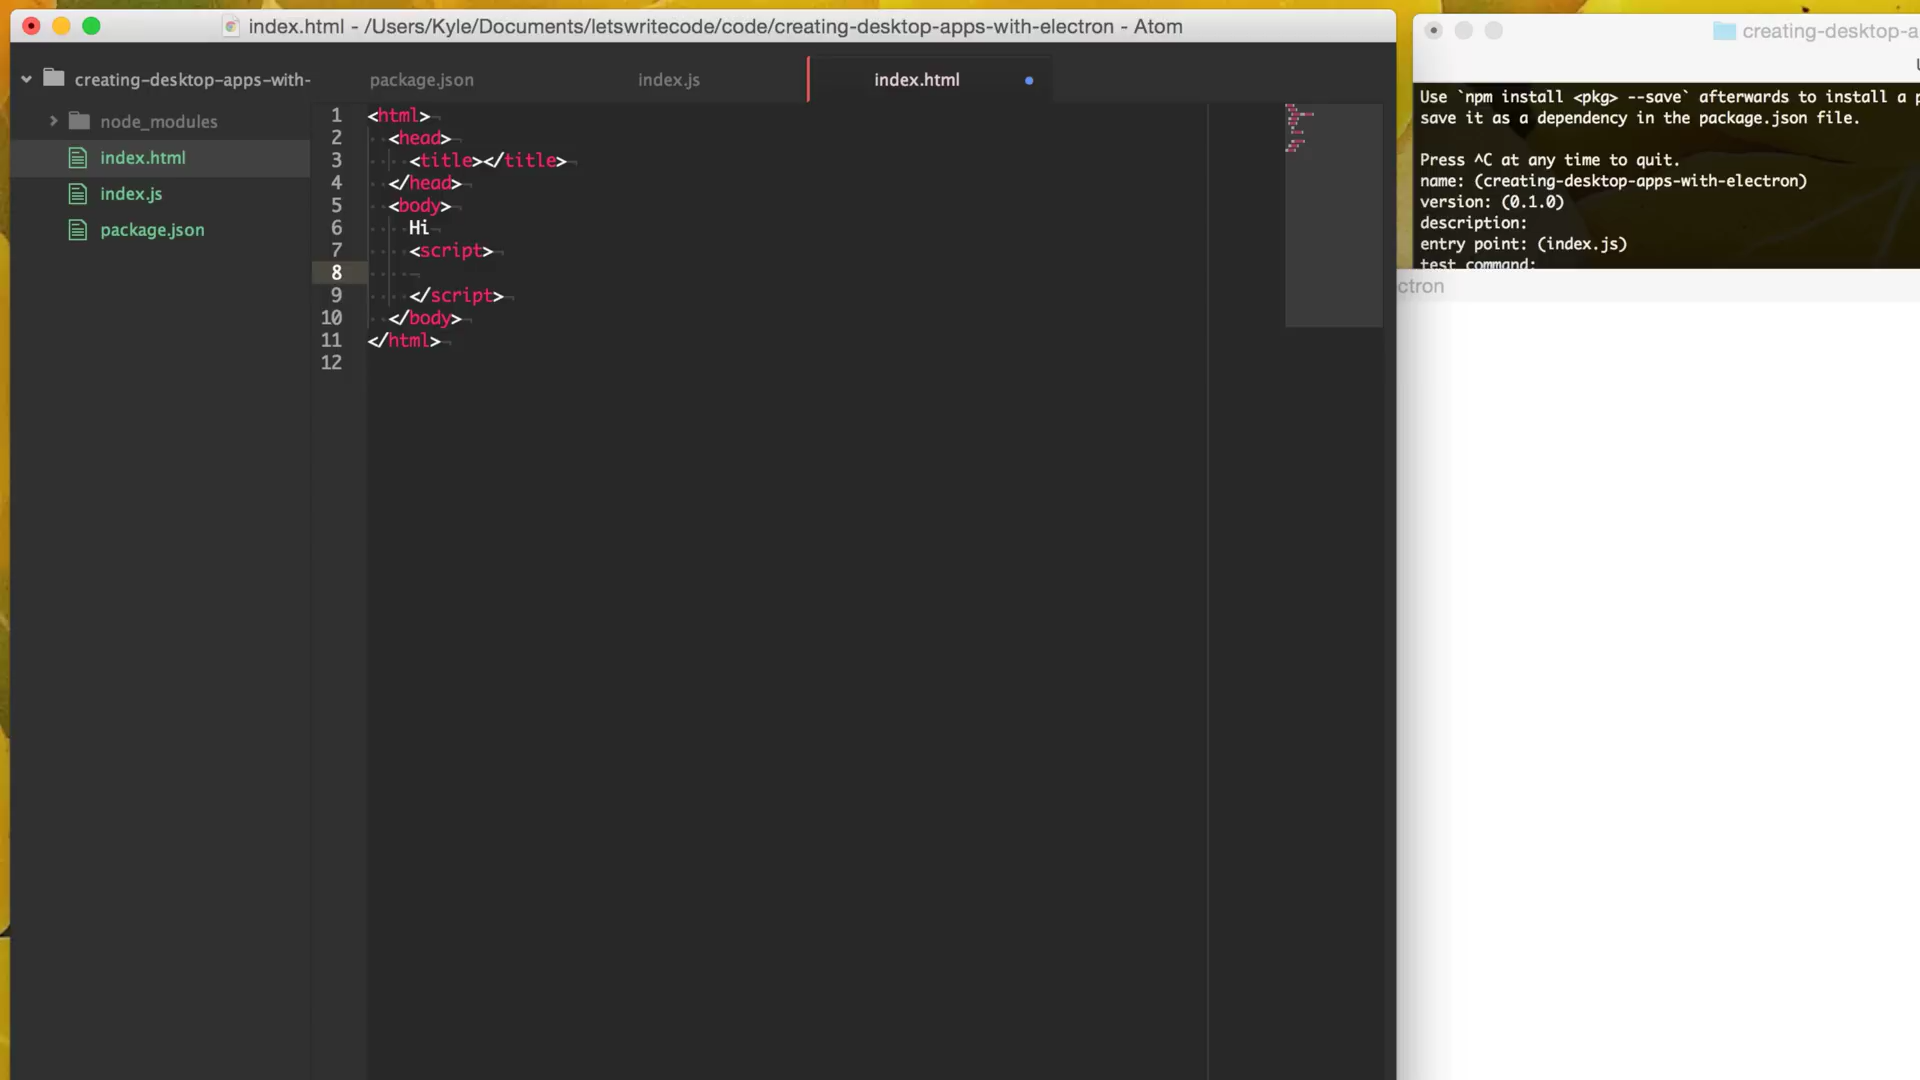 index.html - /Users/Kyle/Documents/letswritecode/code/creating-desktop-apps-with-electron - Atom
creating-desktop-apps-with-
node_modules
index.html
index.js
package.json
package.json
index.js
index.html
1 <html>
2 <head>
3 <title></title>
4 </head>
5 <body>
6 Hi
7 <script>
8
9 </script>
10 </body>
11 </html>
12
creating-desktop-a
Use `npm install <pkg> --save` afterwards to install a p
save it as a dependency in the package.json file.
Press ^C at any time to quit.
name: (creating-desktop-apps-with-electron)
version: (0.1.0)
description:
entry point: (index.js)
test command:
ctron